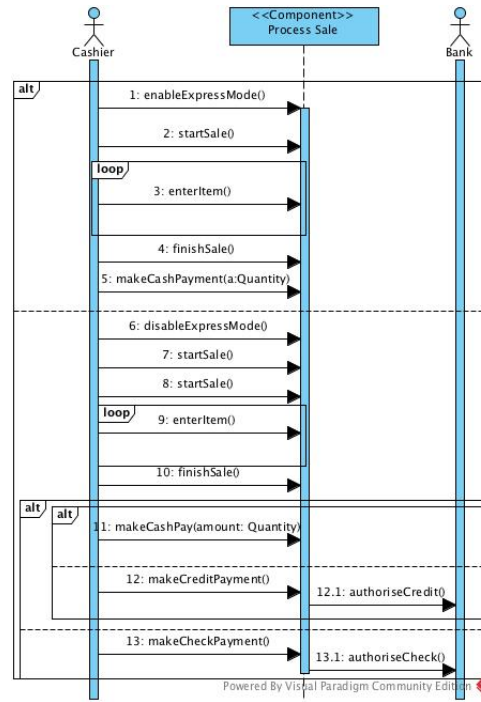 <<Component>>
Process Sale
Cashier
Bank
alt
1: enableExpressMode()
2: startSale()
loop
3: enterItem()
4: finishSale()
5: makeCashPayment(a:Quantity)
6: disableExpressMode()
7: startSale()
8: startSale()
loop
9: enterItem()
10: finishSale()
alt
alt
11: makeCashPay(amount: Quantity)
12: makeCreditPayment()
12.1: authoriseCredit()
13: makeCheckPayment()
13.1: authoriseCheck()
Powered By Visual Paradigm Community Edition